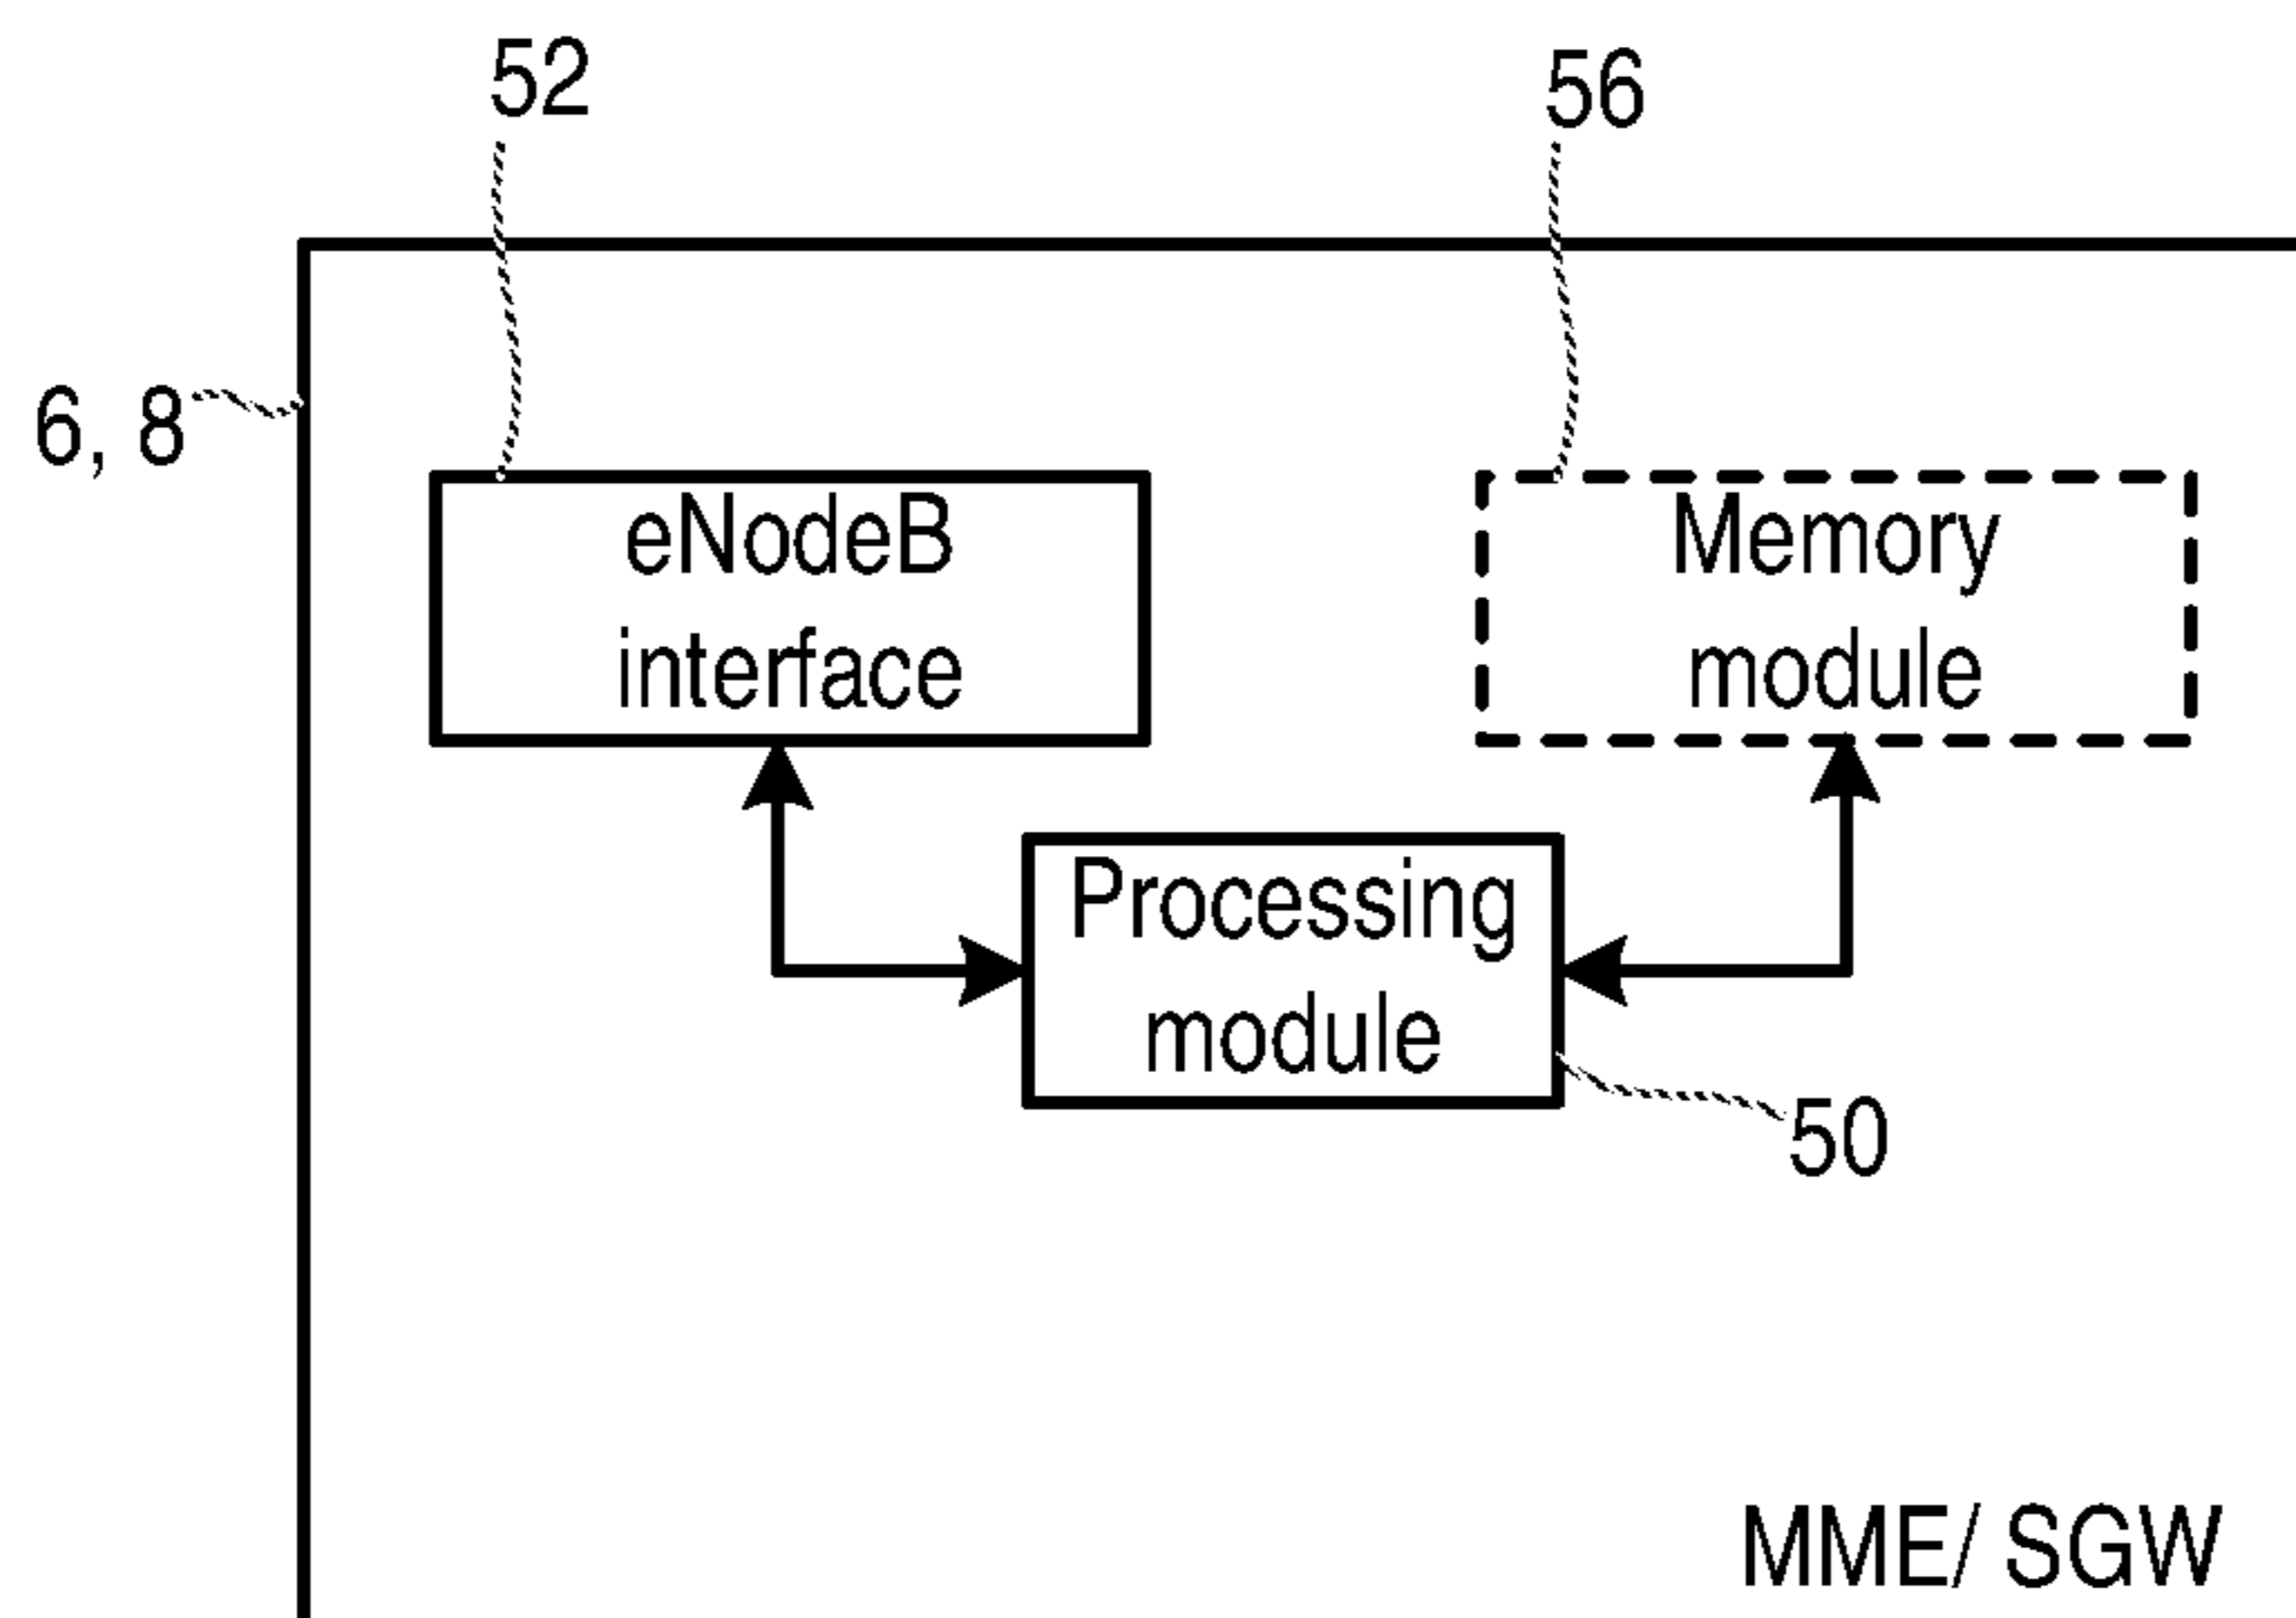 52
56
6, 8
eNodeB
interface
Memory
module
Processing
module
50
MME/ SGW